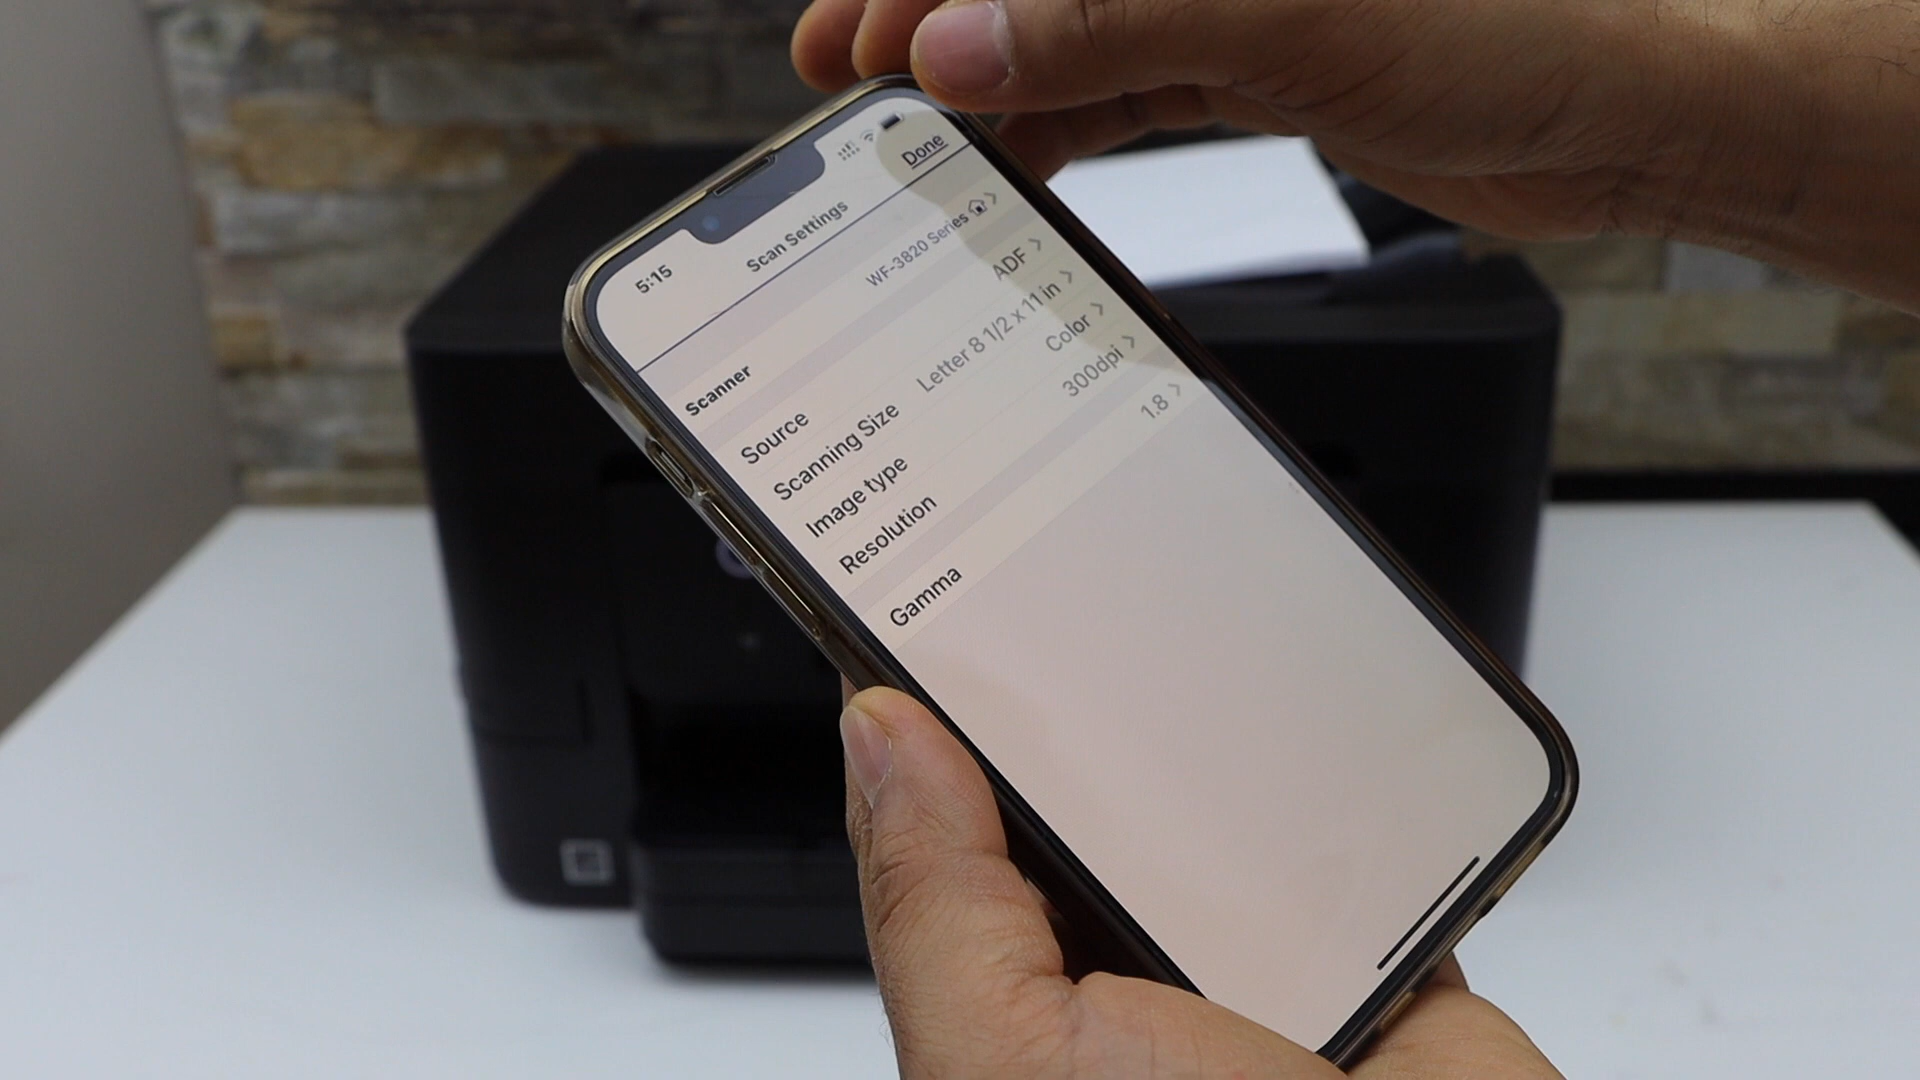 5:15
Scan Settings
Done
Scanner WF-3820 Series
Source ADF
Scanning Size Letter 8 1/2 x 11 in
Image type Color
Resolution 300dpi
Gamma 1.8